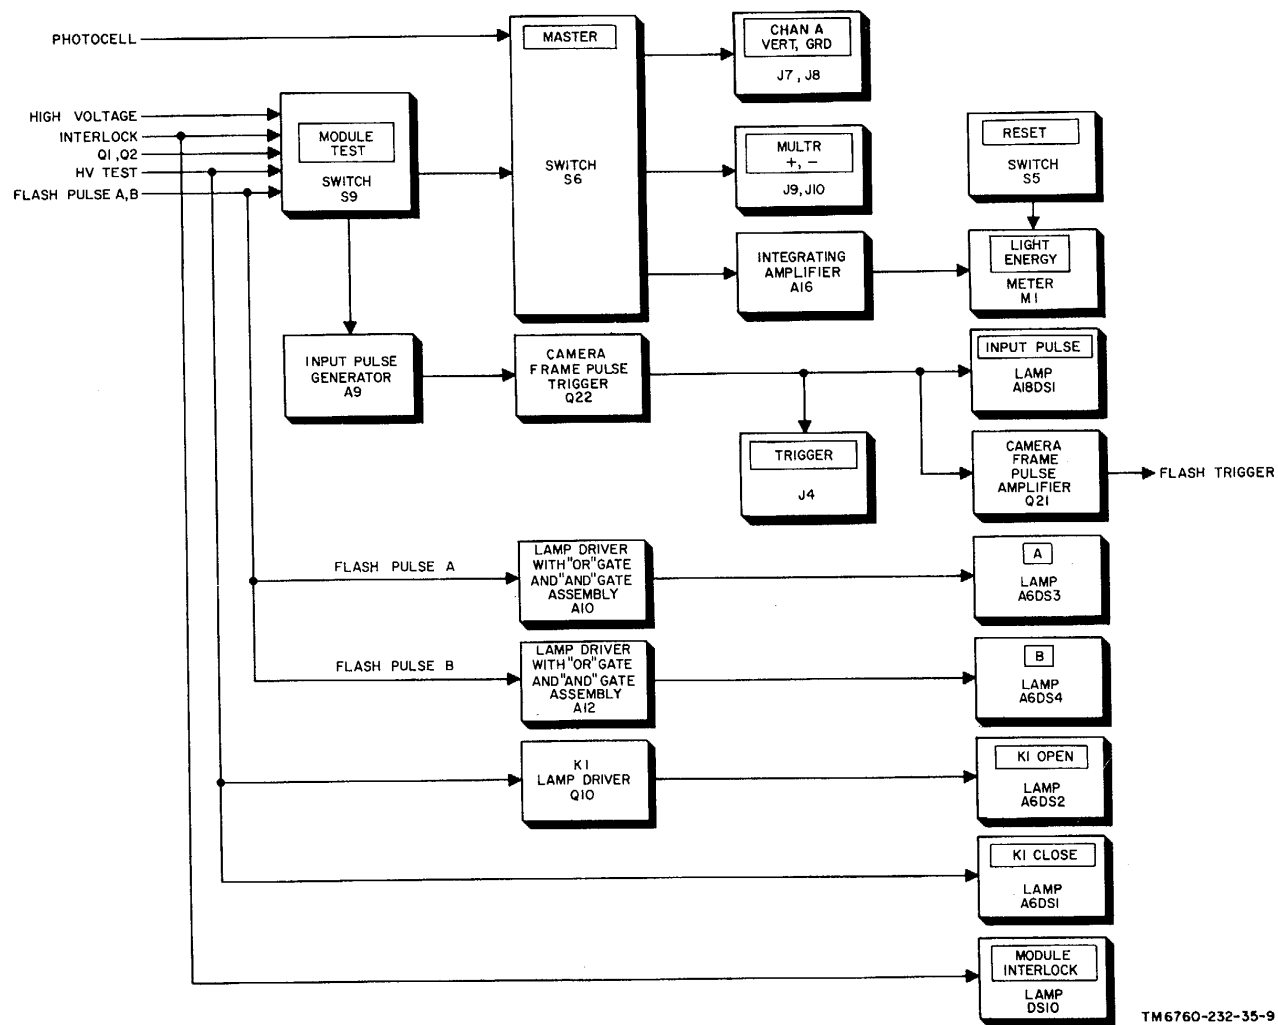 PHOTOCELL
HIGH VOLTAGE
INTERLOCK
Q1,Q2
HV TEST
FLASH PULSE A,B
MODULE
TEST
SWITCH
S9
MASTER
SWITCH
S6
CHAN A
VERT, GRD
J7, J8
MULTR
+, -
J9, J10
INTEGRATING
AMPLIFIER
A16
RESET
SWITCH
S5
LIGHT
ENERGY
METER
M1
INPUT PULSE
GENERATOR
A9
CAMERA
FRAME PULSE
TRIGGER
Q22
INPUT PULSE
LAMP
A18DS1
TRIGGER
J4
CAMERA
FRAME
PULSE
AMPLIFIER
Q21
FLASH TRIGGER
FLASH PULSE A
LAMP DRIVER
WITH "OR" GATE
AND "AND" GATE
ASSEMBLY
A10
A
LAMP
A6DS3
FLASH PULSE B
LAMP DRIVER
WITH "OR" GATE
AND "AND" GATE
ASSEMBLY
A12
B
LAMP
A6DS4
K1
LAMP DRIVER
Q10
K1 OPEN
LAMP
A6DS2
K1 CLOSE
LAMP
A6DS1
MODULE
INTERLOCK
LAMP
DS10
TM6760-232-35-9